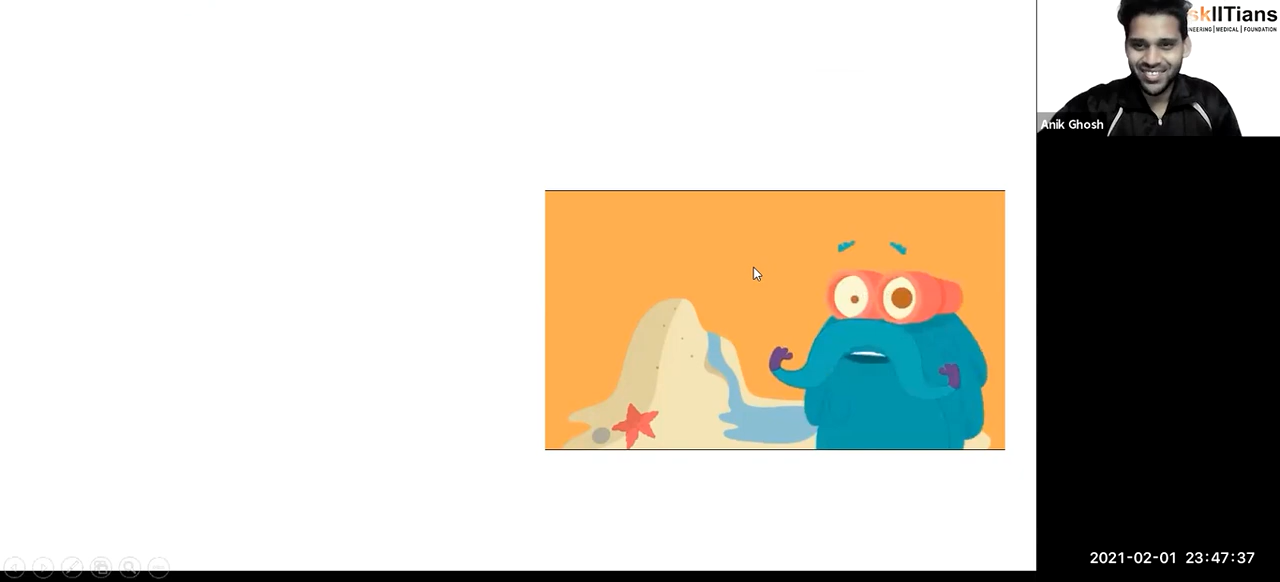 skIITians
NEERING | MEDICAL | FOUNDATION
Anik Ghosh
2021-02-01 23:47:37